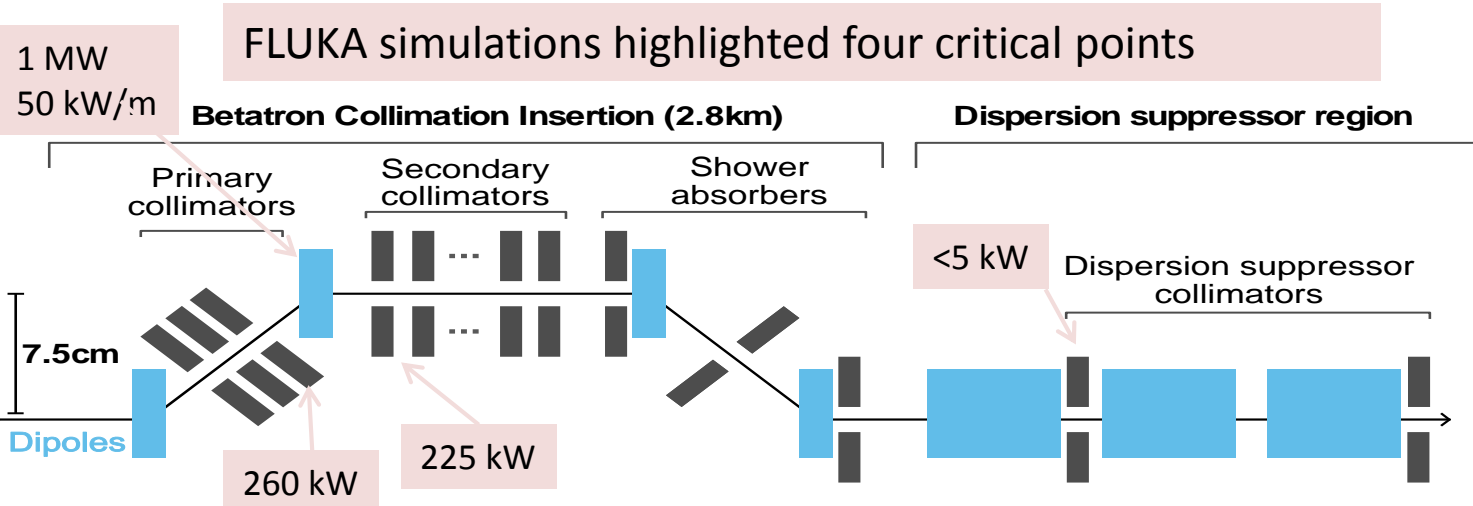 FLUKA simulations highlighted four critical points
1 MW
50 kW/m
Betatron Collimation Insertion (2.8km)
Dispersion suppressor region
Primary
collimators
Secondary
collimators
Shower
absorbers
<5 kW
Dispersion suppressor
collimators
7.5cm
Dipoles
260 kW
225 kW